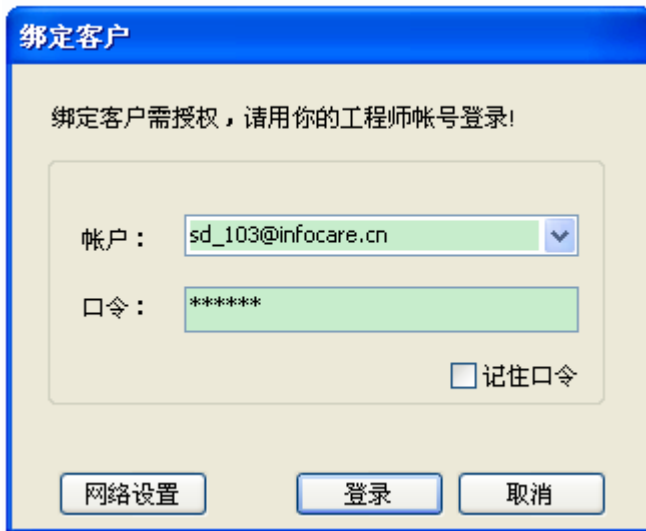 绑定客户
绑定客户需授权，请用你的工程师帐号登录!
帐户： sd_103@infocare.cn
口令： ******
记住口令
网络设置 登录 取消